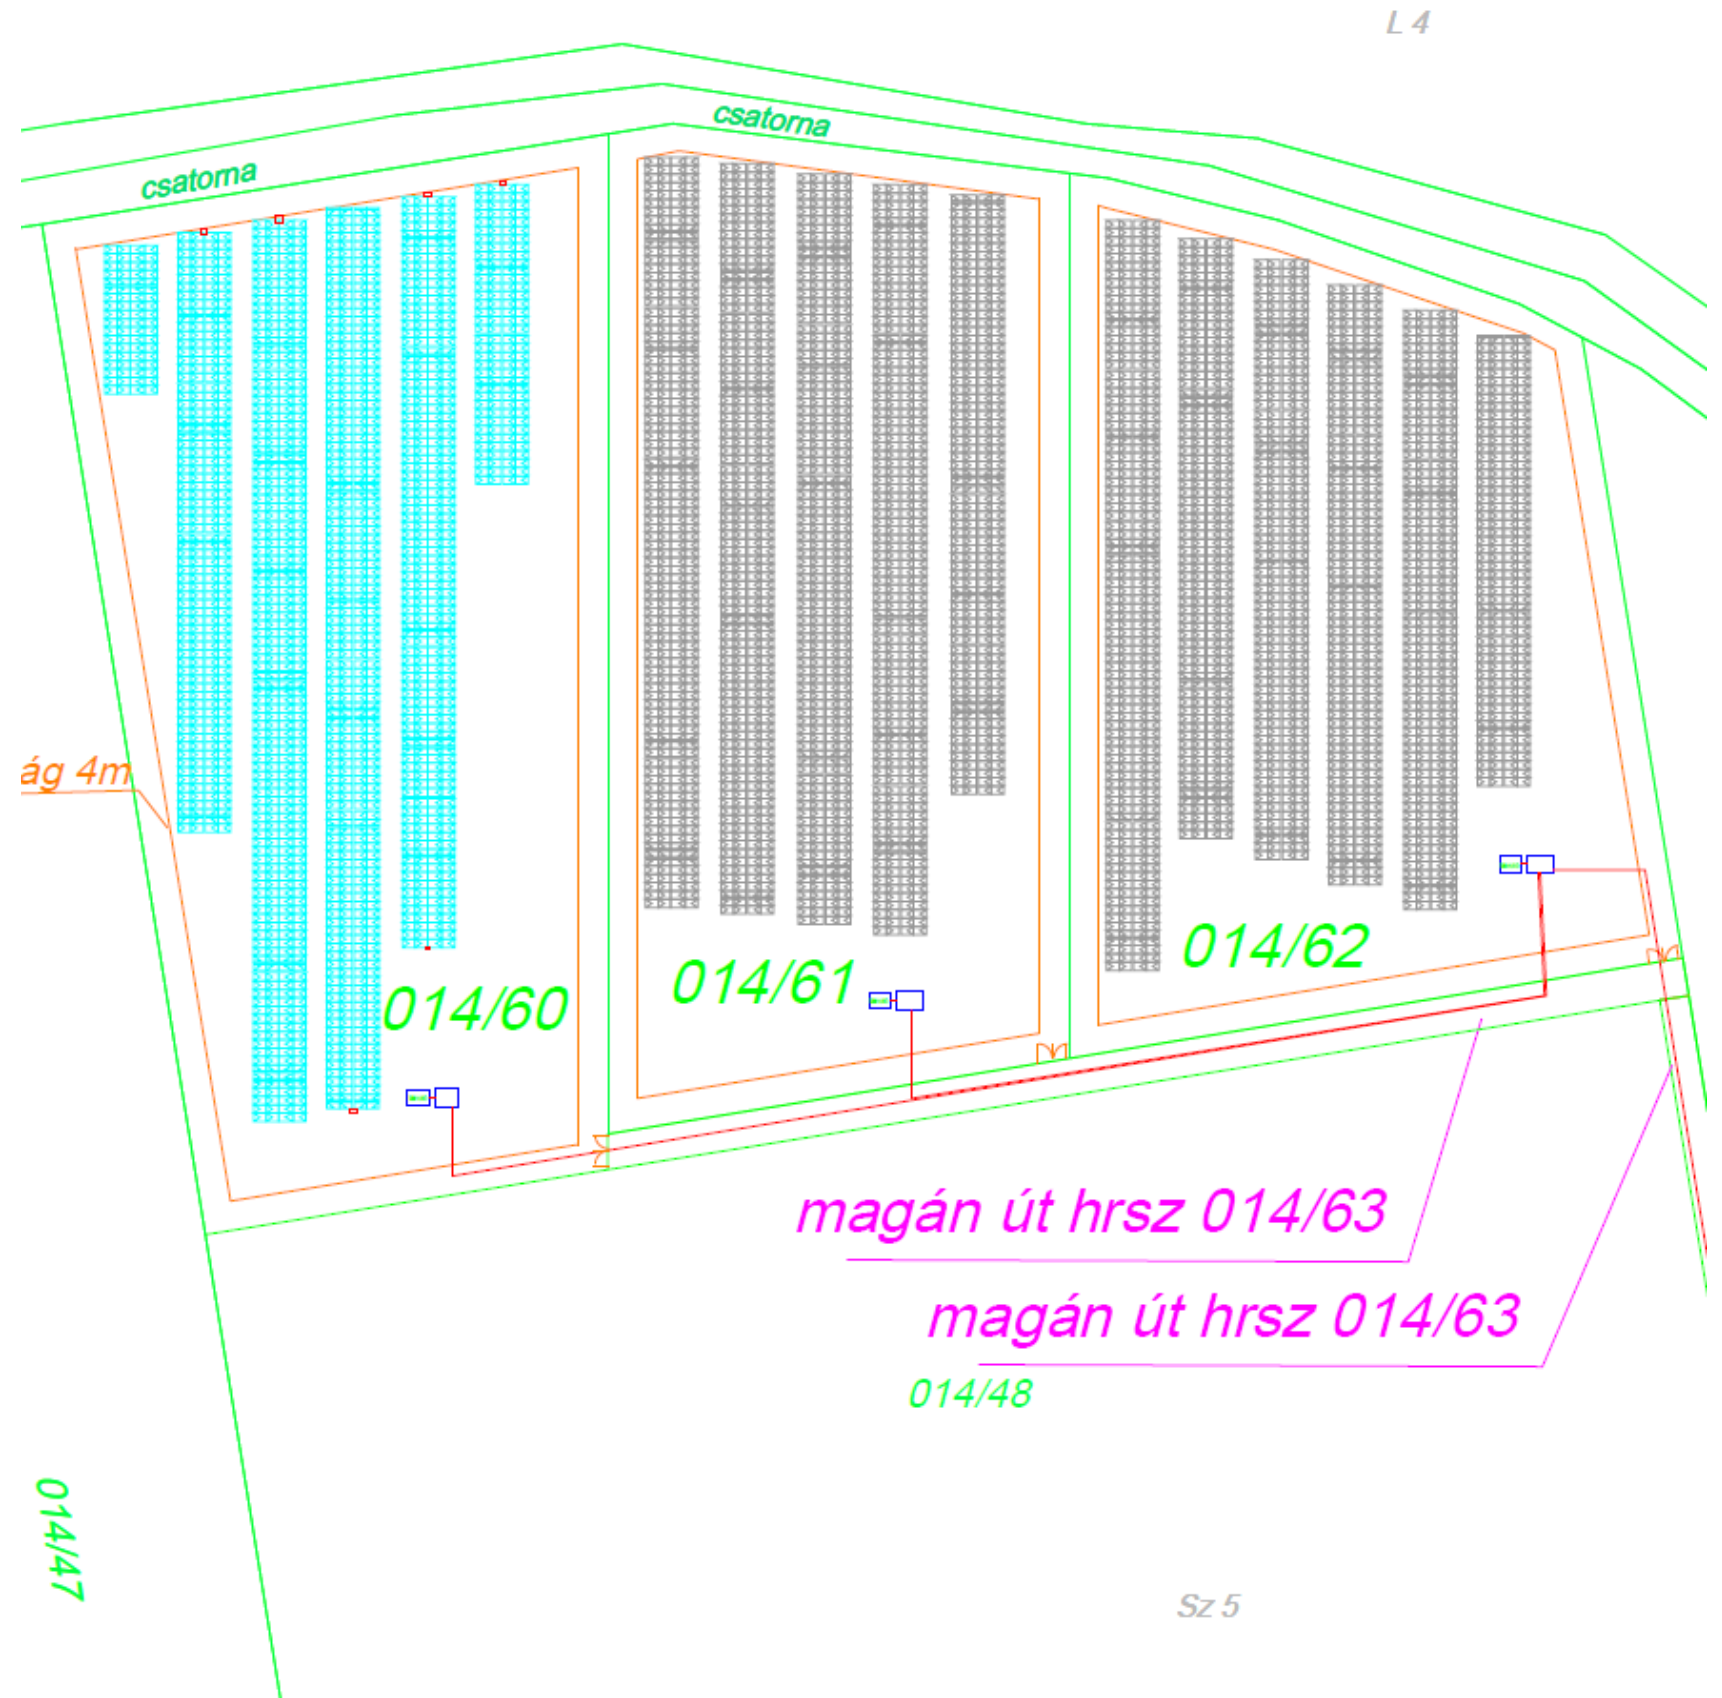 L 4
csatorna
csatorna
ág 4m
014/62
014/61
014/60
magán út hrsz 014/63
magán út hrsz 014/63
014/48
014/47
Sz 5